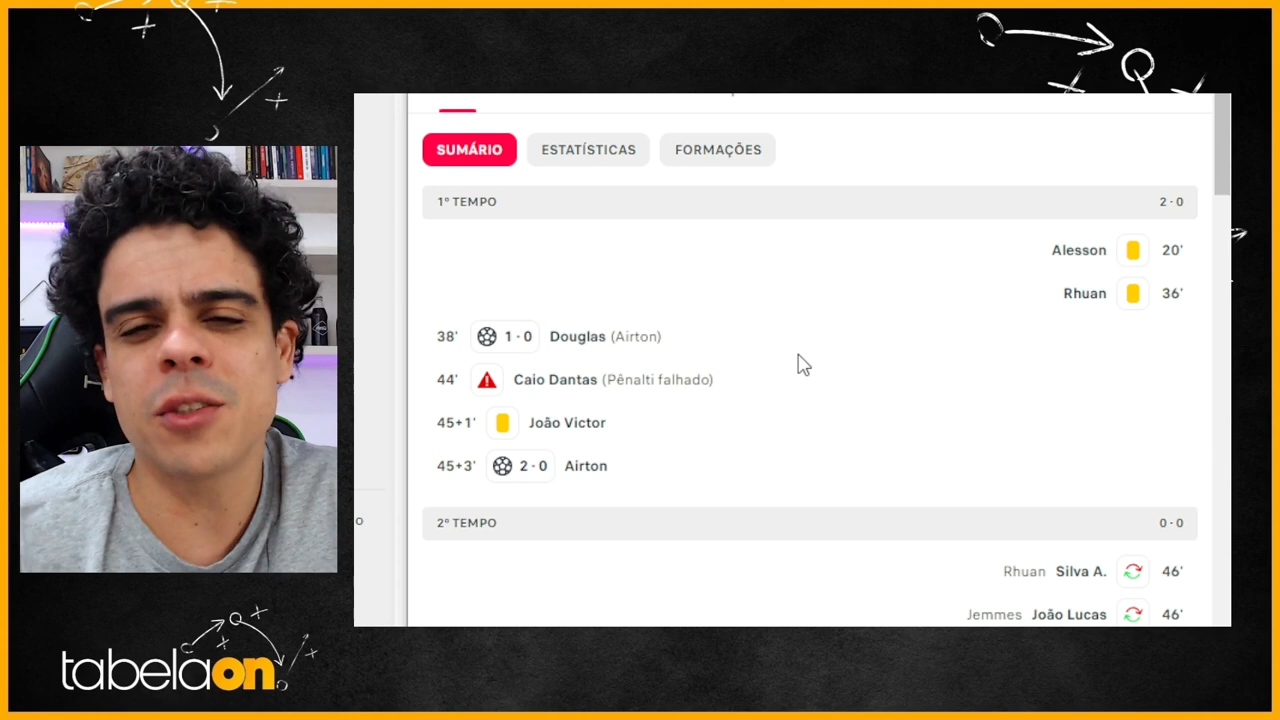 SUMÁRIO ESTATÍSTICAS FORMAÇÕES
1º TEMPO 2 - 0
Alesson 20'
Rhuan 36'
38' 1 - 0 Douglas (Airton)
44' Caio Dantas (Pênalti falhado)
45+1' João Victor
45+3' 2 - 0 Airton
2º TEMPO 0 - 0
Rhuan Silva A. 46'
Jemmes João Lucas 46'
o
tabelaon